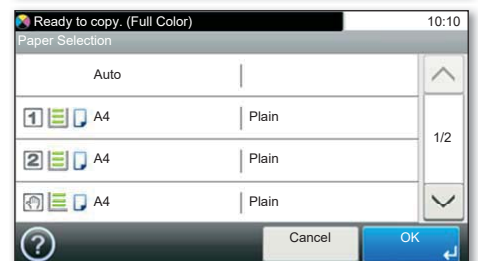 Ready to copy. (Full Color) 10:10
Paper Selection
Auto
1 A4 Plain
1/2
2 A4 Plain
A4 Plain
? Cancel OK